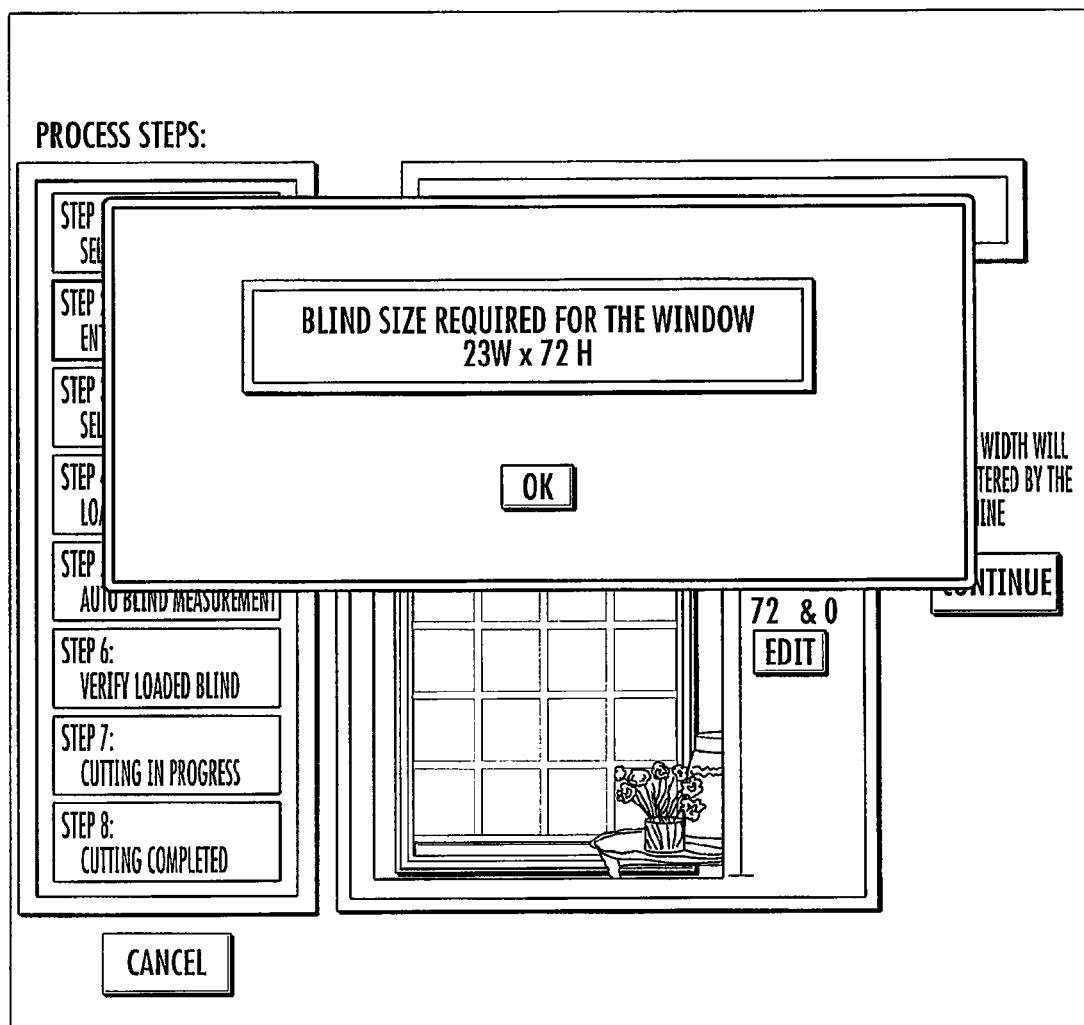 PROCESS STEPS:
STEP
SEL
STEP
ENT
STEP
SEL
STEP
LOA
STEP
AUTO BLIND MEASUREMENT
STEP 6:
VERIFY LOADED BLIND
STEP 7:
CUTTING IN PROGRESS
STEP 8:
CUTTING COMPLETED
CANCEL
BLIND SIZE REQUIRED FOR THE WINDOW
23W x 72 H
OK
WIDTH WILL
TERED BY THE
INE
CONTINUE
72 & 0
EDIT